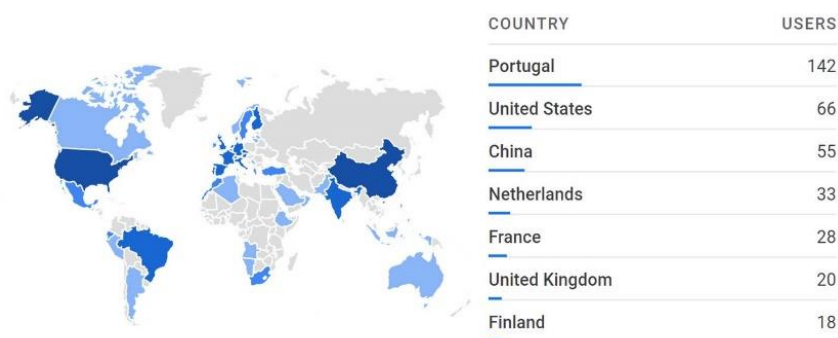 COUNTRY USERS
Portugal 142
United States 66
China 55
Netherlands 33
France 28
United Kingdom 20
Finland 18